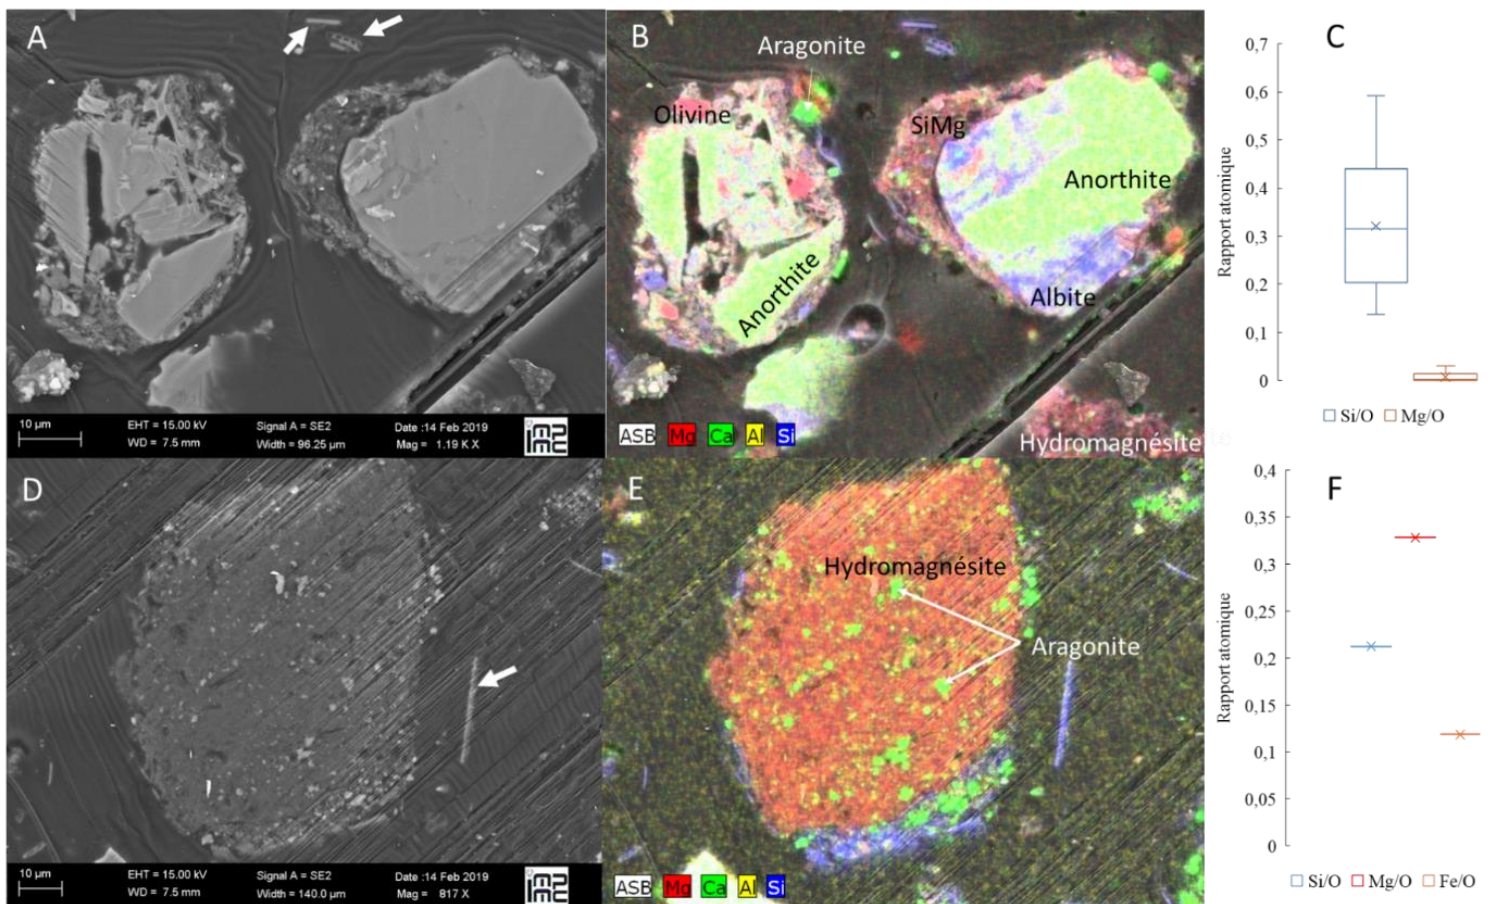 A
10 µm
EHT = 15.00 kV
WD = 7.5 mm
Signal A = SE2
Width = 96.25 µm
Date :14 Feb 2019
Mag = 1.19 K X
B
Aragonite
Olivine
SiMg
Anorthite
Anorthite
Albite
Hydromagnésite
ASB Mg Ca Al Si
C
Rapport atomique
0,7
0,6
0,5
0,4
0,3
0,2
0,1
0
Si/O Mg/O
D
10 µm
EHT = 15.00 kV
WD = 7.5 mm
Signal A = SE2
Width = 140.0 µm
Date :14 Feb 2019
Mag = 817 X
E
Hydromagnésite
Aragonite
ASB Mg Ca Al Si
F
Rapport atomique
0,4
0,35
0,3
0,25
0,2
0,15
0,1
0,05
0
Si/O Mg/O Fe/O